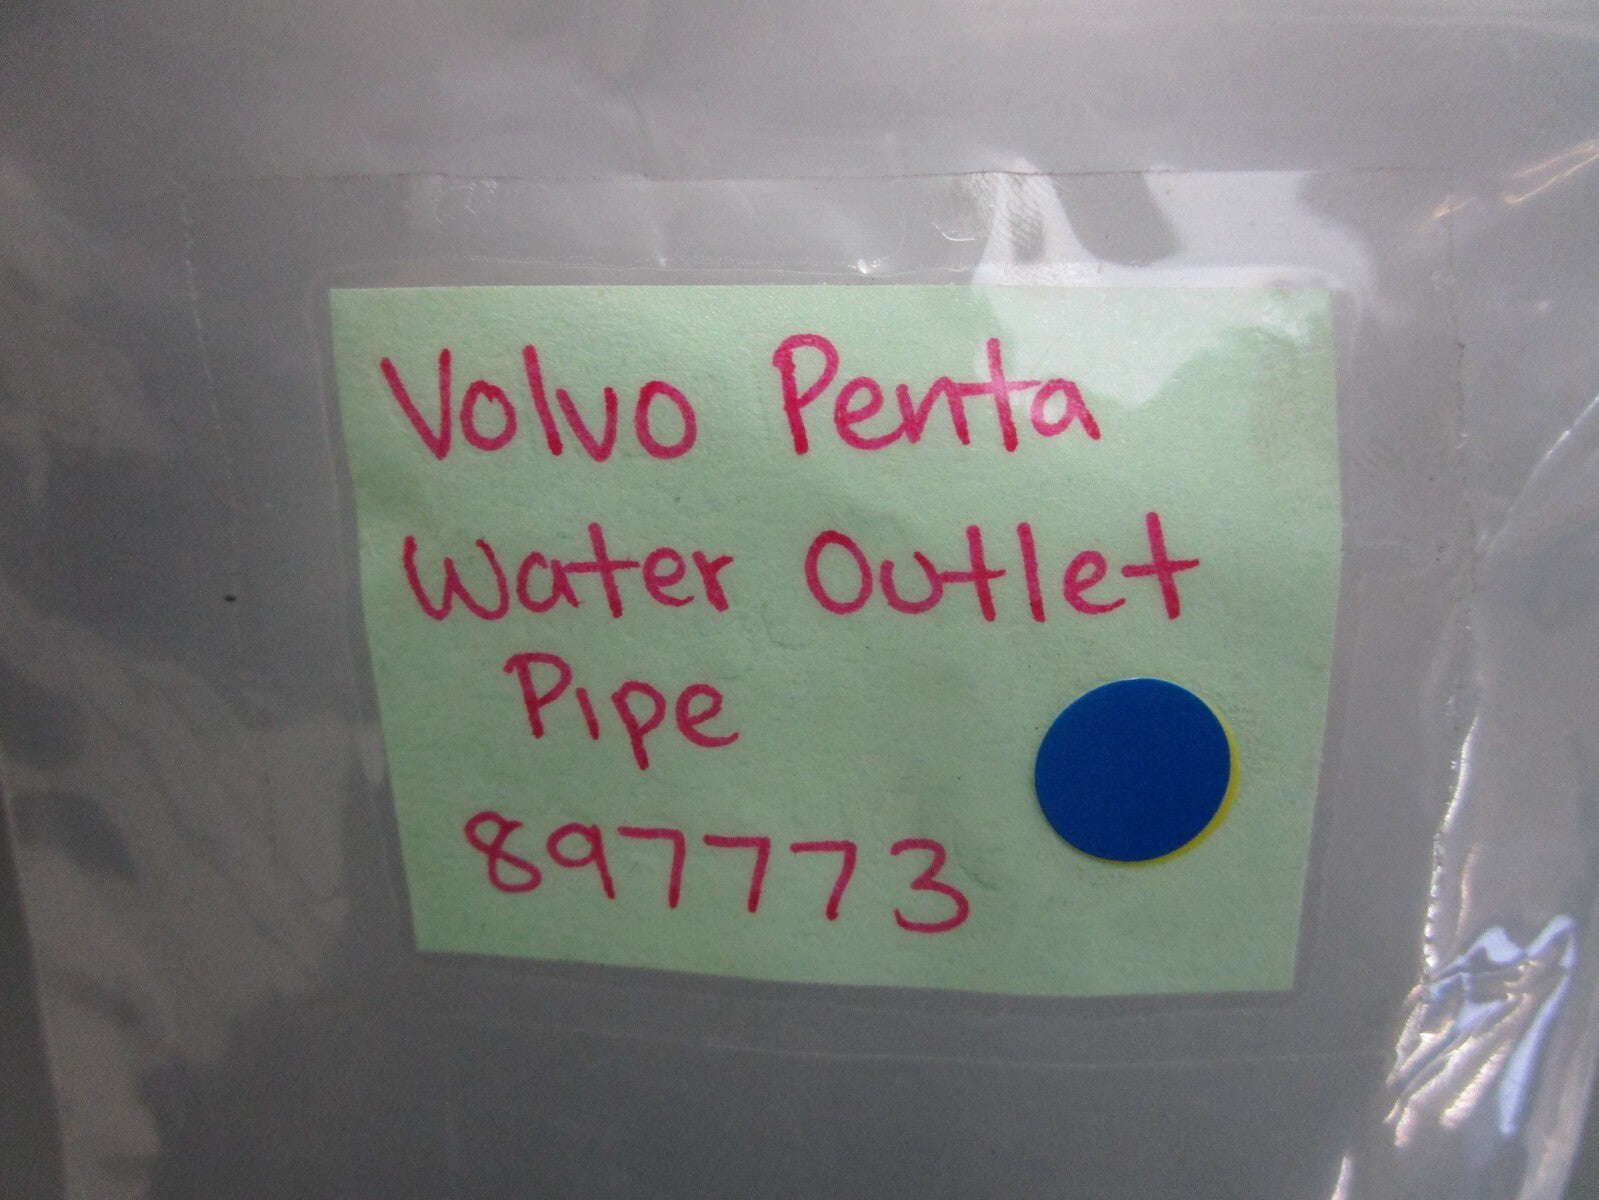 Volvo Penta
Water Outlet
Pipe
897773